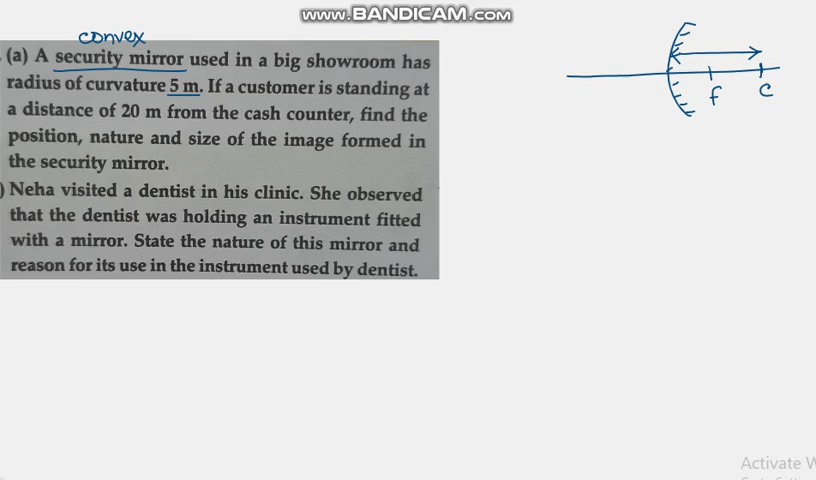 www.BANDICAM.com
convex
(a) A security mirror used in a big showroom has
radius of curvature 5 m. If a customer is standing at
a distance of 20 m from the cash counter, find the
position, nature and size of the image formed in
the security mirror.
) Neha visited a dentist in his clinic. She observed
that the dentist was holding an instrument fitted
with a mirror. State the nature of this mirror and
reason for its use in the instrument used by dentist.
f
C
Activate W